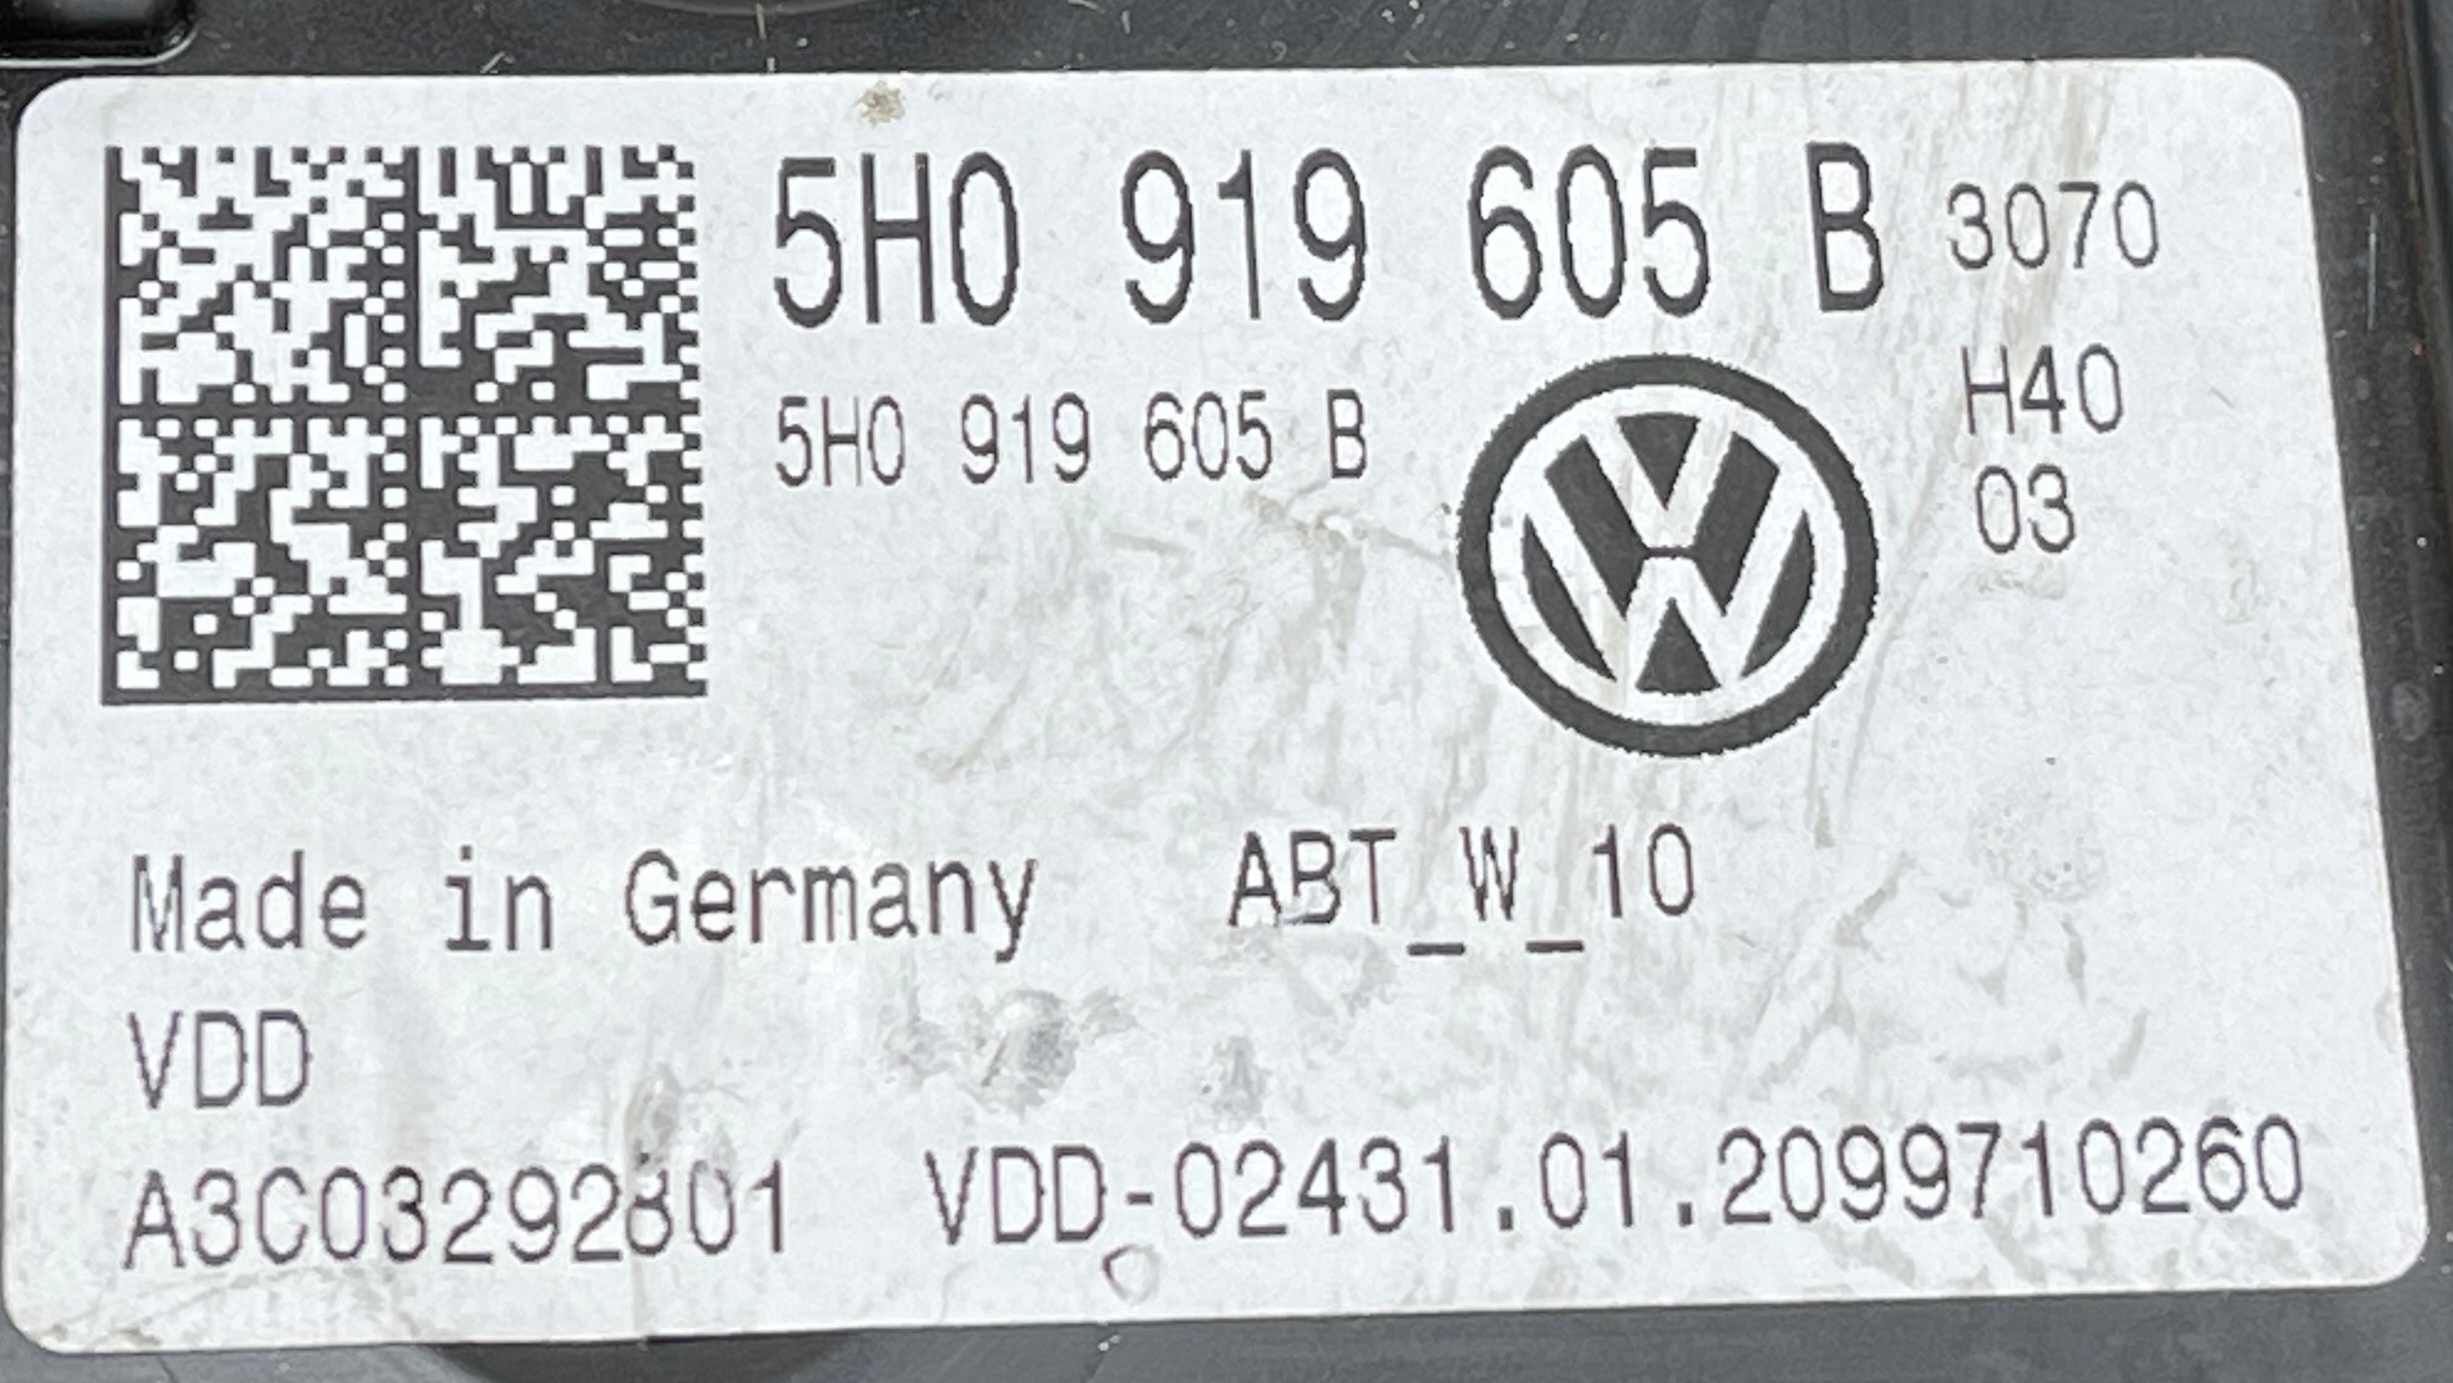 5H0 919 605 B 3070
5H0 919 605 B
H40
03
Made in Germany ABT_W_10
VDD
A3C03292801 VDD-02431.01.2099710260